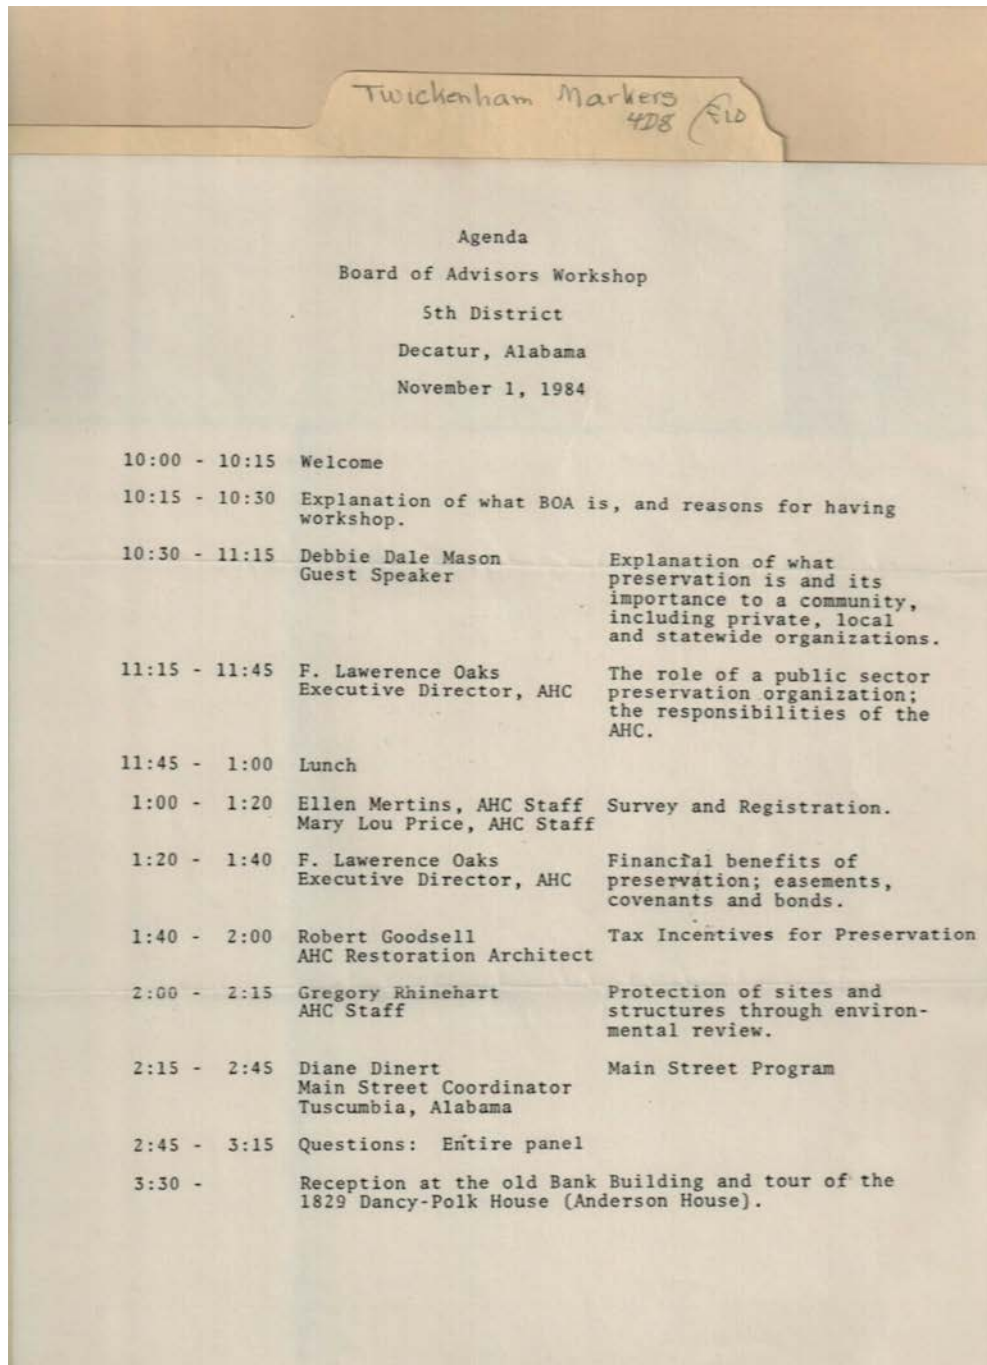 Twickenham Markers
4D8
Agenda
Board of Advisors Workshop
5th District
Decatur, Alabama
November 1, 1984
10:00 - 10:15 Welcome
10:15 - 10:30 Explanation of what BOA is, and reasons for having
workshop.
10:30 - 11:15 Debbie Dale Mason Explanation of what
Guest Speaker preservation is and its
importance to a community,
including private, local
and statewide organizations.
11:15 - 11:45 F. Lawerence Oaks The role of a public sector
Executive Director, AHC preservation organization;
the responsibilities of the
AHC.
11:45 - 1:00 Lunch
1:00 - 1:20 Ellen Mertins, AHC Staff Survey and Registration.
Mary Lou Price, AHC Staff
1:20 - 1:40 F. Lawerence Oaks Financial benefits of
Executive Director, AHC preservation; easements,
covenants and bonds.
1:40 - 2:00 Robert Goodsell Tax Incentives for Preservation
AHC Restoration Architect
2:00 - 2:15 Gregory Rhinehart Protection of sites and
AHC Staff structures through environ-
mental review.
2:15 - 2:45 Diane Dinert Main Street Program
Main Street Coordinator
Tuscumbia, Alabama
2:45 - 3:15 Questions: Entire panel
3:30 - Reception at the old Bank Building and tour of the
1829 Dancy-Polk House (Anderson House).